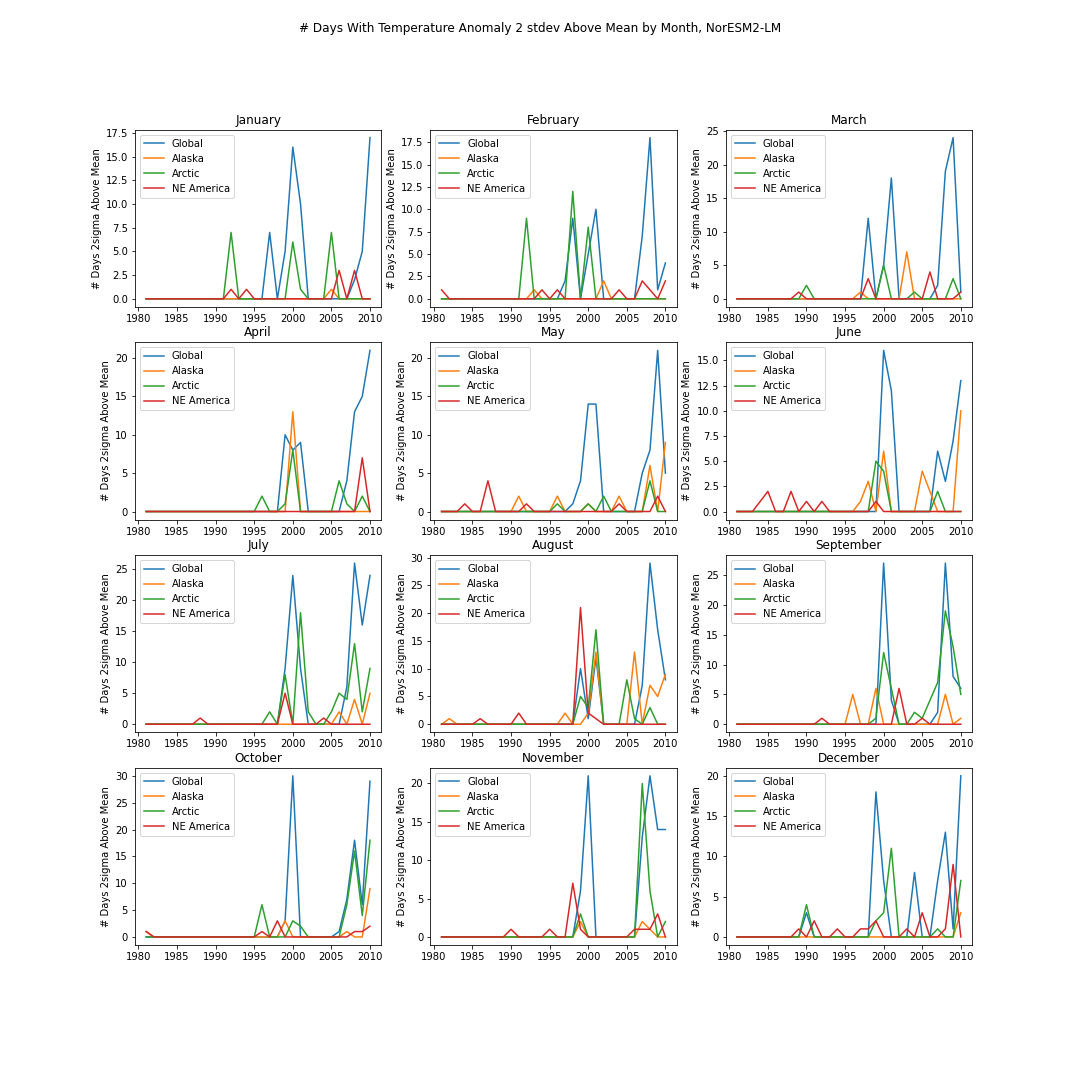 # Days With Temperature Anomaly 2 stdev Above Mean by Month, NorESM2-LM
January
# Days 2sigma Above Mean
17.5
15.0
12.5
10.0
7.5
5.0
2.5
0.0
Global
Alaska
Arctic
NE America
1980 1985 1990 1995 2000 2005 2010
February
# Days 2sigma Above Mean
17.5
15.0
12.5
10.0
7.5
5.0
2.5
0.0
Global
Alaska
Arctic
NE America
1980 1985 1990 1995 2000 2005 2010
March
# Days 2sigma Above Mean
25
20
15
10
5
0
Global
Alaska
Arctic
NE America
1980 1985 1990 1995 2000 2005 2010
April
# Days 2sigma Above Mean
20
15
10
5
0
Global
Alaska
Arctic
NE America
1980 1985 1990 1995 2000 2005 2010
May
# Days 2sigma Above Mean
20
15
10
5
0
Global
Alaska
Arctic
NE America
1980 1985 1990 1995 2000 2005 2010
June
# Days 2sigma Above Mean
15.0
12.5
10.0
7.5
5.0
2.5
0.0
Global
Alaska
Arctic
NE America
1980 1985 1990 1995 2000 2005 2010
July
# Days 2sigma Above Mean
25
20
15
10
5
0
Global
Alaska
Arctic
NE America
1980 1985 1990 1995 2000 2005 2010
August
# Days 2sigma Above Mean
30
25
20
15
10
5
0
Global
Alaska
Arctic
NE America
1980 1985 1990 1995 2000 2005 2010
September
# Days 2sigma Above Mean
25
20
15
10
5
0
Global
Alaska
Arctic
NE America
1980 1985 1990 1995 2000 2005 2010
October
# Days 2sigma Above Mean
30
25
20
15
10
5
0
Global
Alaska
Arctic
NE America
1980 1985 1990 1995 2000 2005 2010
November
# Days 2sigma Above Mean
20
15
10
5
0
Global
Alaska
Arctic
NE America
1980 1985 1990 1995 2000 2005 2010
December
# Days 2sigma Above Mean
20
15
10
5
0
Global
Alaska
Arctic
NE America
1980 1985 1990 1995 2000 2005 2010